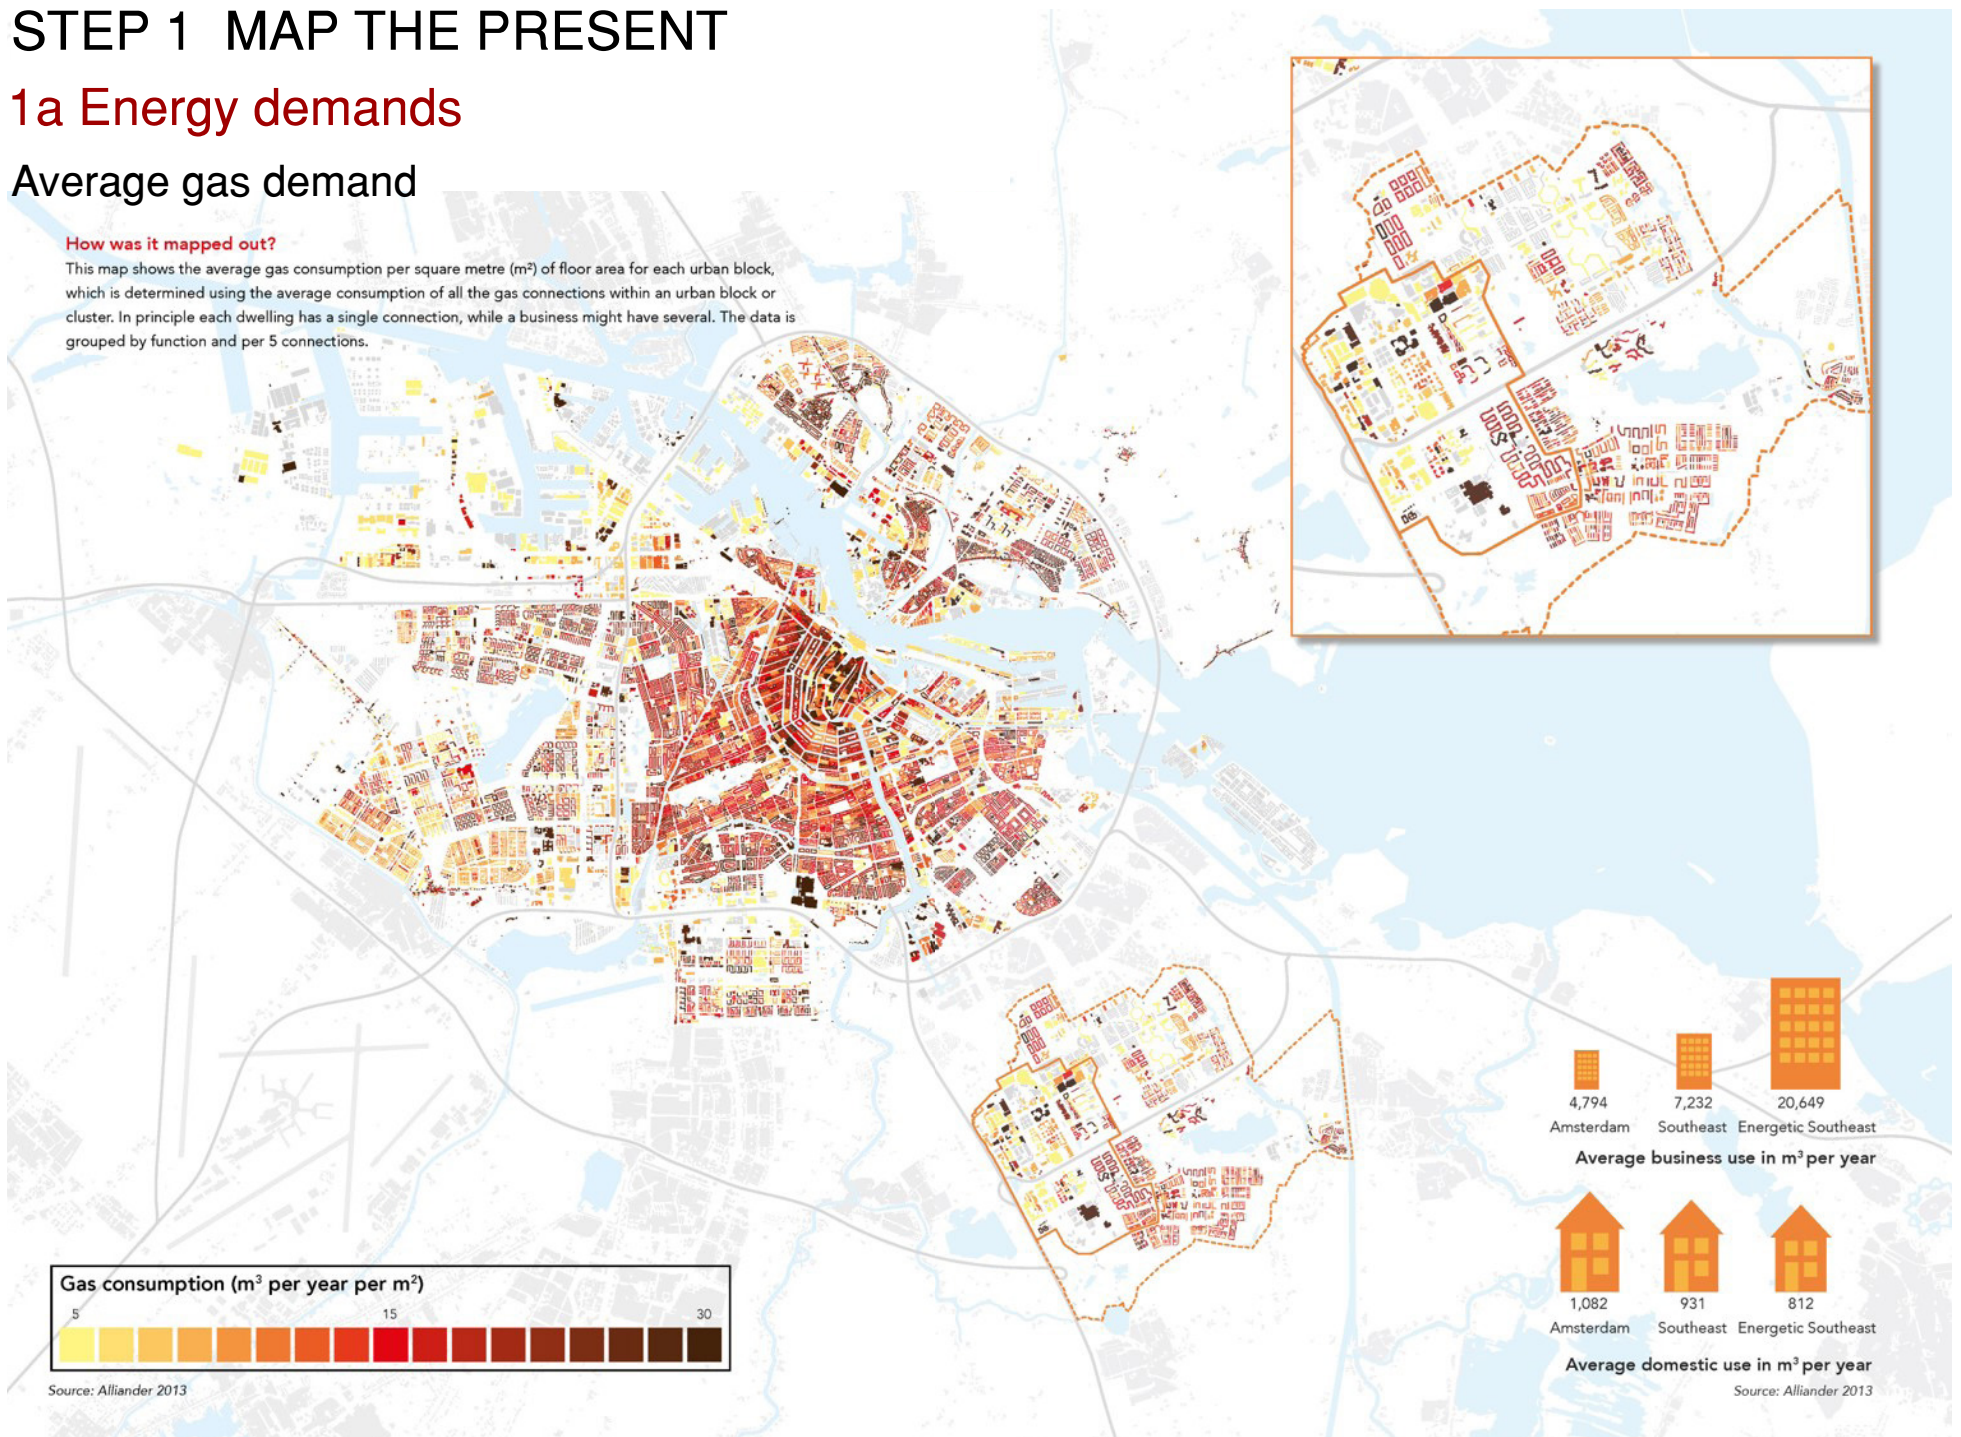 STEP 1 MAP THE PRESENT
1a Energy demands
Average gas demand
How was it mapped out?
This map shows the average gas consumption per square metre (m²) of floor area for each urban block,
which is determined using the average consumption of all the gas connections within an urban block or
cluster. In principle each dwelling has a single connection, while a business might have several. The data is
grouped by function and per 5 connections.
4,794 7,232 20,649
Amsterdam Southeast Energetic Southeast
Average business use in m³ per year
1,082 931 812
Amsterdam Southeast Energetic Southeast
Average domestic use in m³ per year
Source: Alliander 2013
Gas consumption (m³ per year per m²)
5 15 30
Source: Alliander 2013